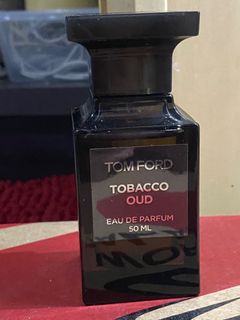 TOM FORD
TOBACCO
OUD
EAU DE PARFUM
50 ML